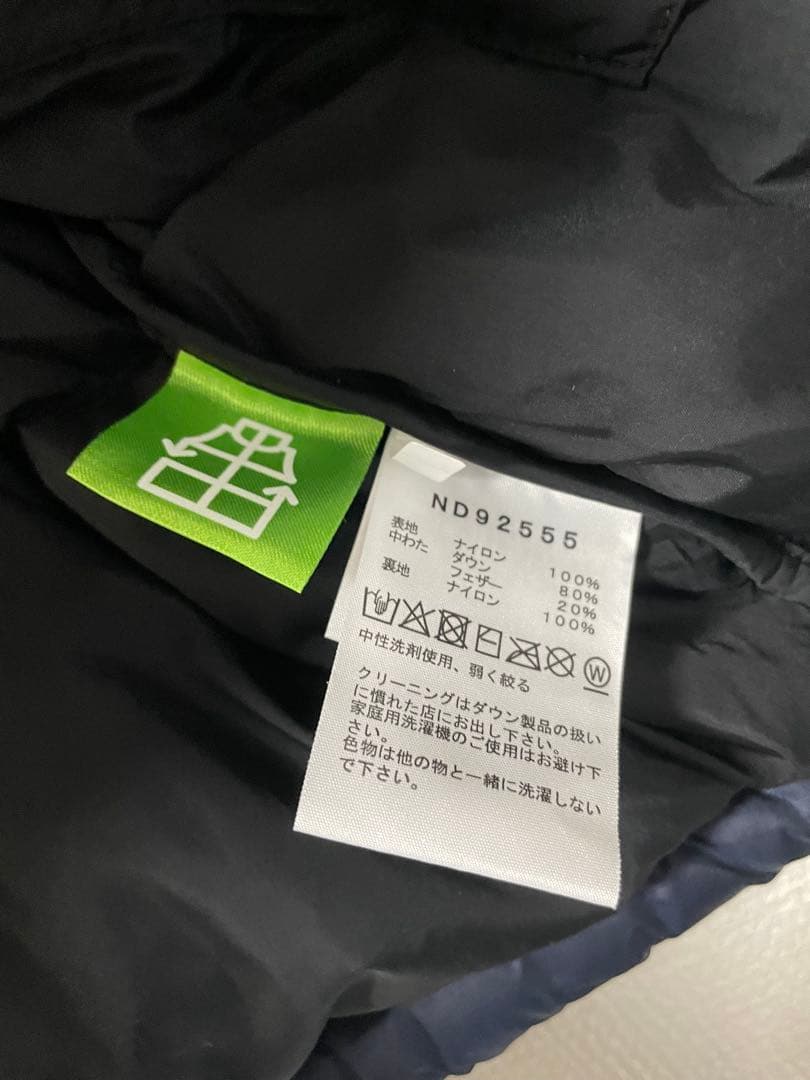 ND92555
表地 ナイロン 100%
中わた ダウン 80%
フェザー 20%
裏地 ナイロン 100%
W
中性洗剤使用、弱く絞る
クリーニングはダウン製品の扱い
に慣れた店にお出し下さい。
家庭用洗濯機のご使用はお避け下
さい。
色物は他の物と一緒に洗濯しない
で下さい。